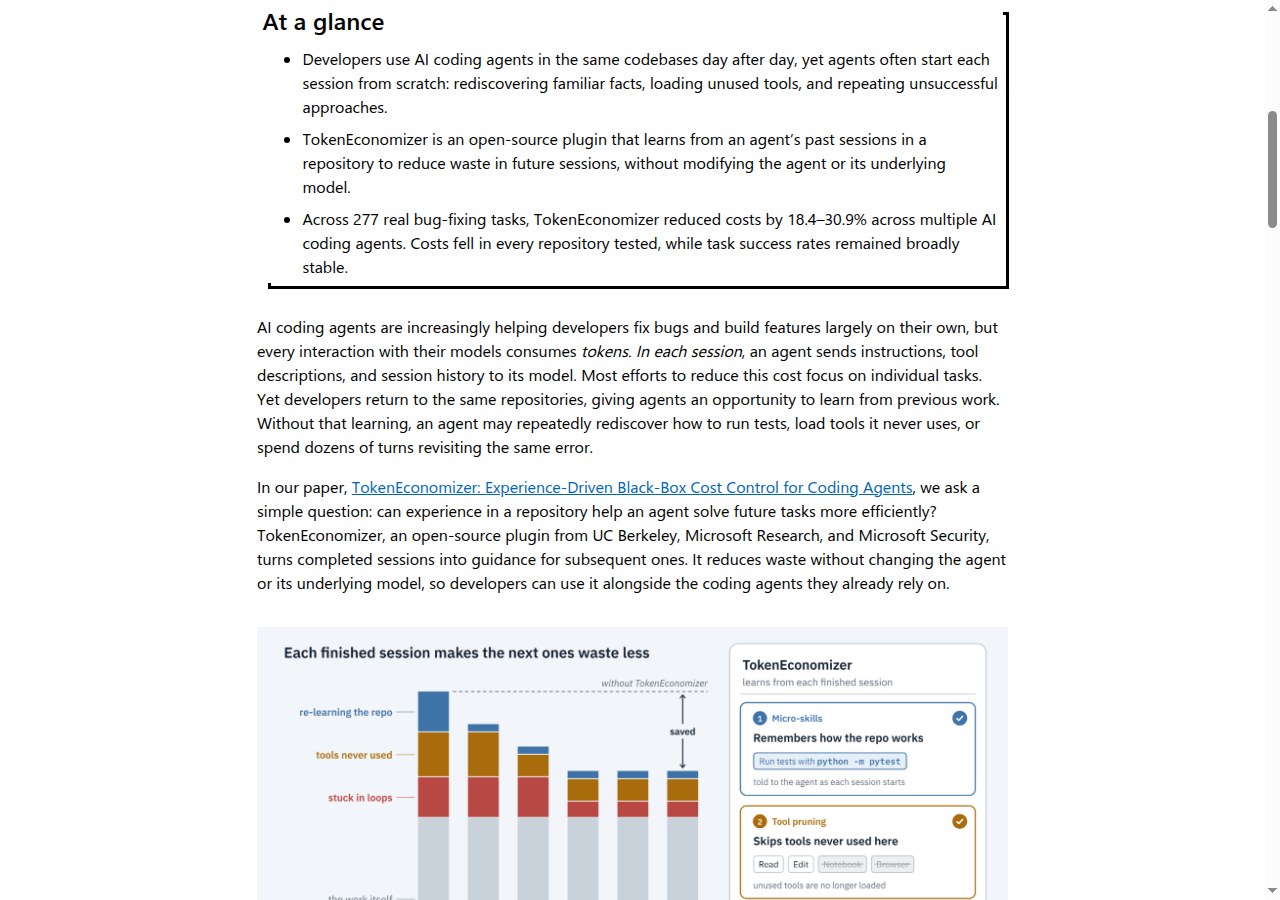 At a glance
Developers use AI coding agents in the same codebases day after day, yet agents often start each
session from scratch: rediscovering familiar facts, loading unused tools, and repeating unsuccessful
approaches.
TokenEconomizer is an open-source plugin that learns from an agent’s past sessions in a
repository to reduce waste in future sessions, without modifying the agent or its underlying
model.
Across 277 real bug-fixing tasks, TokenEconomizer reduced costs by 18.4–30.9% across multiple AI
coding agents. Costs fell in every repository tested, while task success rates remained broadly
stable.
AI coding agents are increasingly helping developers fix bugs and build features largely on their own, but
every interaction with their models consumes tokens. In each session, an agent sends instructions, tool
descriptions, and session history to its model. Most efforts to reduce this cost focus on individual tasks.
Yet developers return to the same repositories, giving agents an opportunity to learn from previous work.
Without that learning, an agent may repeatedly rediscover how to run tests, load tools it never uses, or
spend dozens of turns revisiting the same error.
In our paper, TokenEconomizer: Experience-Driven Black-Box Cost Control for Coding Agents, we ask a
simple question: can experience in a repository help an agent solve future tasks more efficiently?
TokenEconomizer, an open-source plugin from UC Berkeley, Microsoft Research, and Microsoft Security,
turns completed sessions into guidance for subsequent ones. It reduces waste without changing the agent
or its underlying model, so developers can use it alongside the coding agents they already rely on.
Each finished session makes the next ones waste less
without TokenEconomizer
re-learning the repo
saved
tools never used
stuck in loops
the work itself
TokenEconomizer
learns from each finished session
1 Micro-skills
Remembers how the repo works
Run tests with python -m pytest
told to the agent as each session starts
2 Tool pruning
Skips tools never used here
Read Edit Notebook Browser
unused tools are no longer loaded